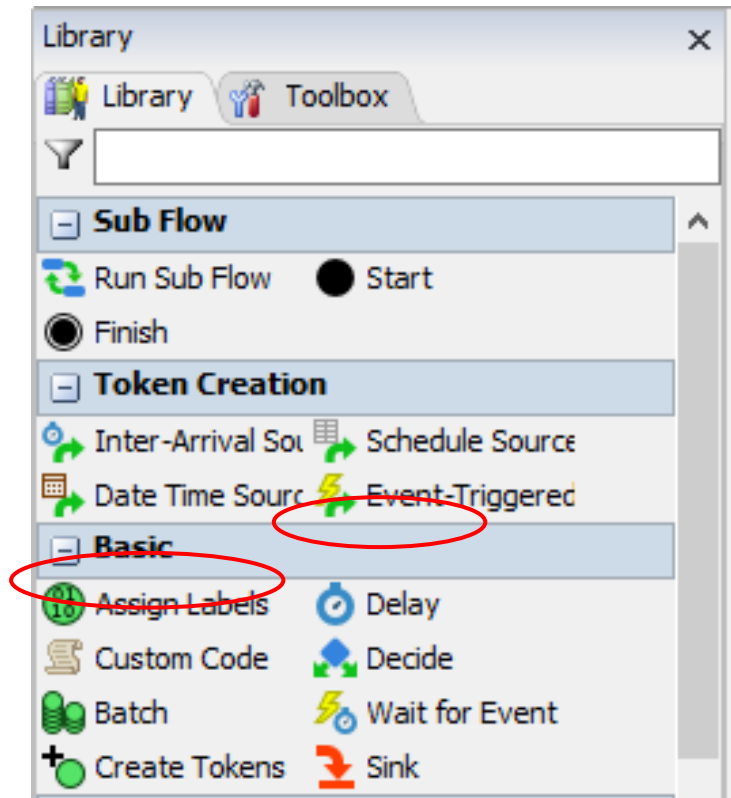 Library
Library Toolbox
Sub Flow
Run Sub Flow Start
Finish
Token Creation
Inter-Arrival Sou Schedule Source
Date Time Sourc Event-Triggered
Basic
Assign Labels Delay
Custom Code Decide
Batch Wait for Event
Create Tokens Sink